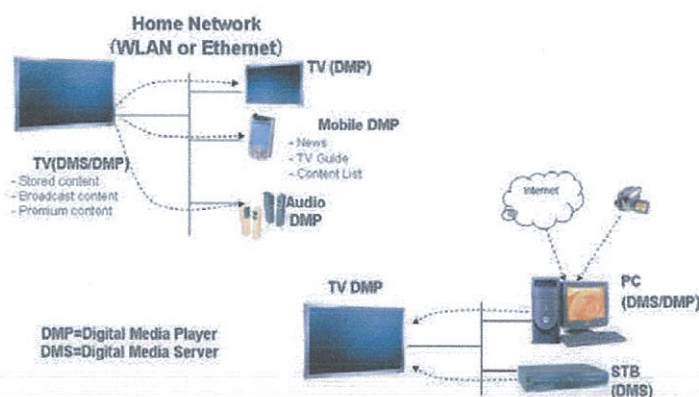 Home Network
(WLAN or Ethernet)
TV (DMP)
Mobile DMP
- News
- TV Guide
- Content List
TV(DMS/DMP)
- Stored content
- Broadcast content
- Premium content
Audio
DMP
Internet
PC
(DMS/DMP)
TV DMP
DMP=Digital Media Player
DMS=Digital Media Server
STB
(DMS)